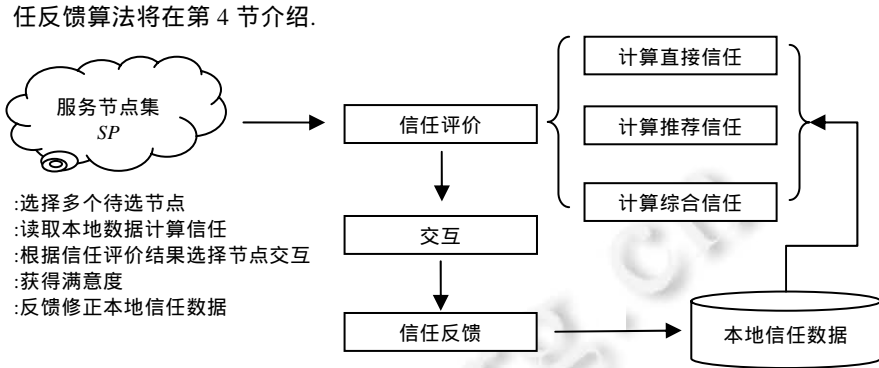 任反馈算法将在第 4 节介绍.
服务节点集
SP
信任评价
计算直接信任
计算推荐信任
计算综合信任
:选择多个待选节点
:读取本地数据计算信任
:根据信任评价结果选择节点交互
:获得满意度
:反馈修正本地信任数据
交互
信任反馈
本地信任数据